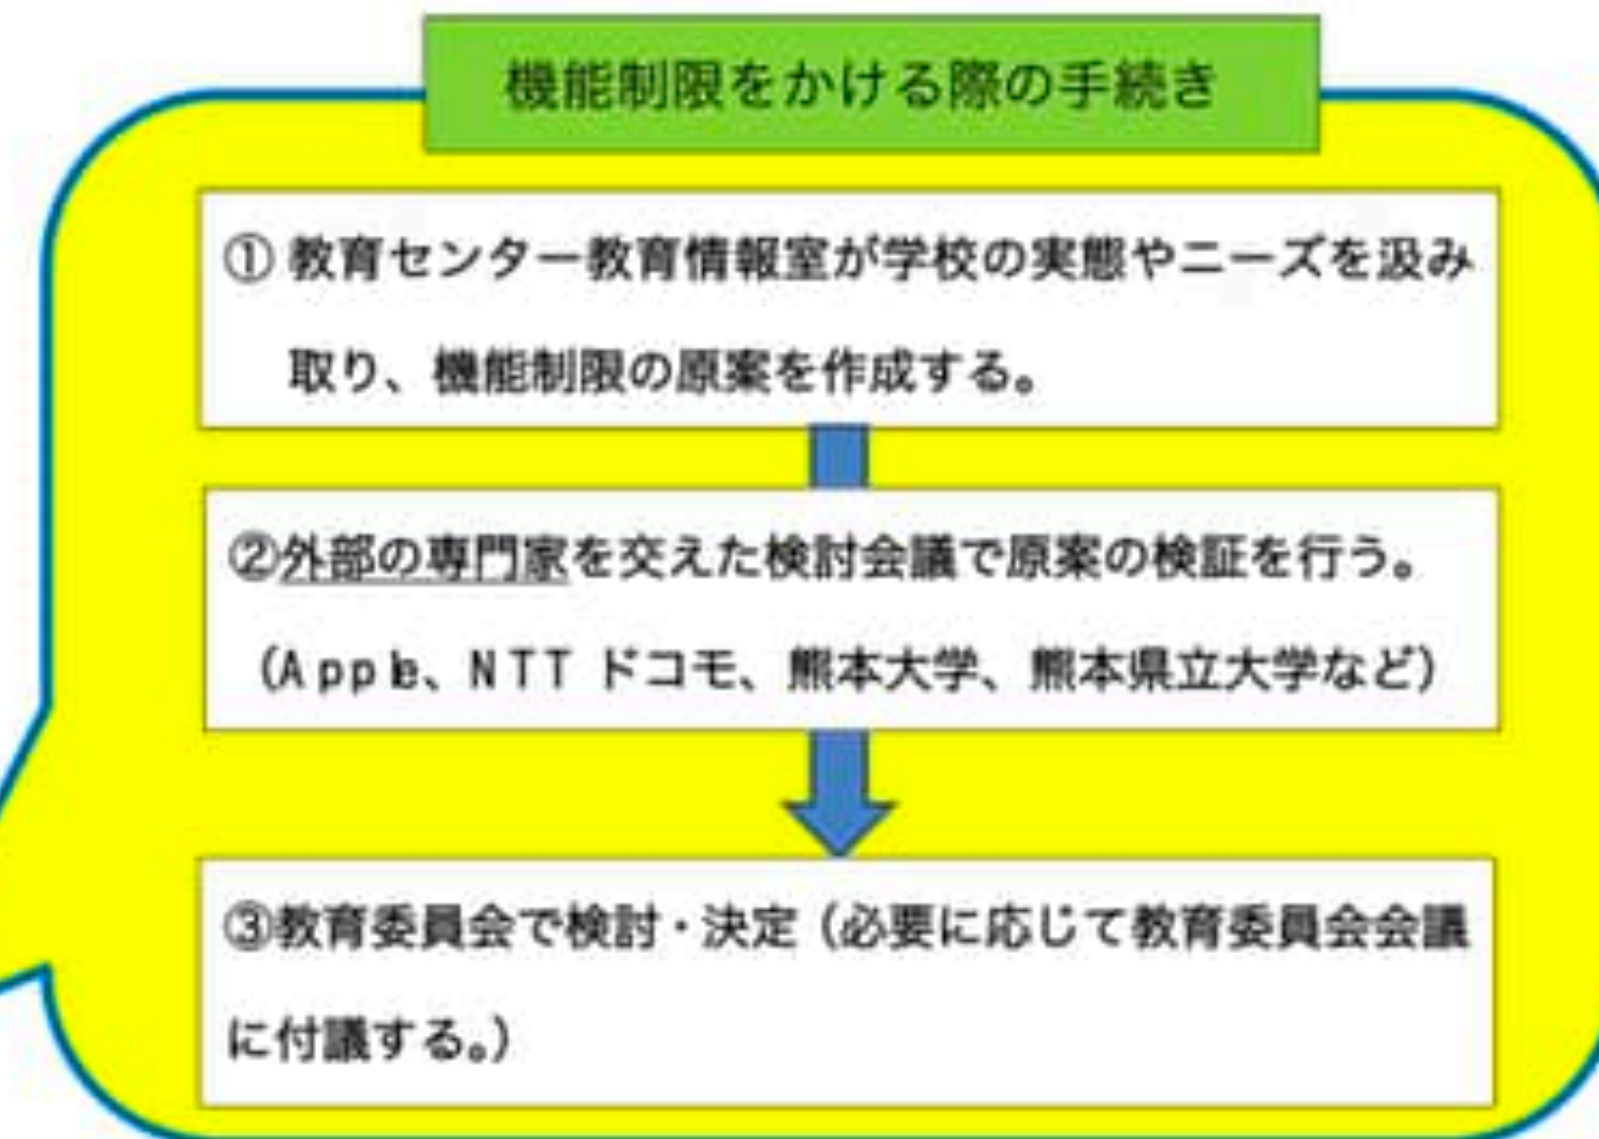 機能制限をかける際の手続き
① 教育センター教育情報室が学校の実態やニーズを汲み
取り、機能制限の原案を作成する。
②外部の専門家を交えた検討会議で原案の検証を行う。
（Apple、NTT ドコモ、熊本大学、熊本県立大学など）
③教育委員会で検討・決定（必要に応じて教育委員会会議
に付議する。）